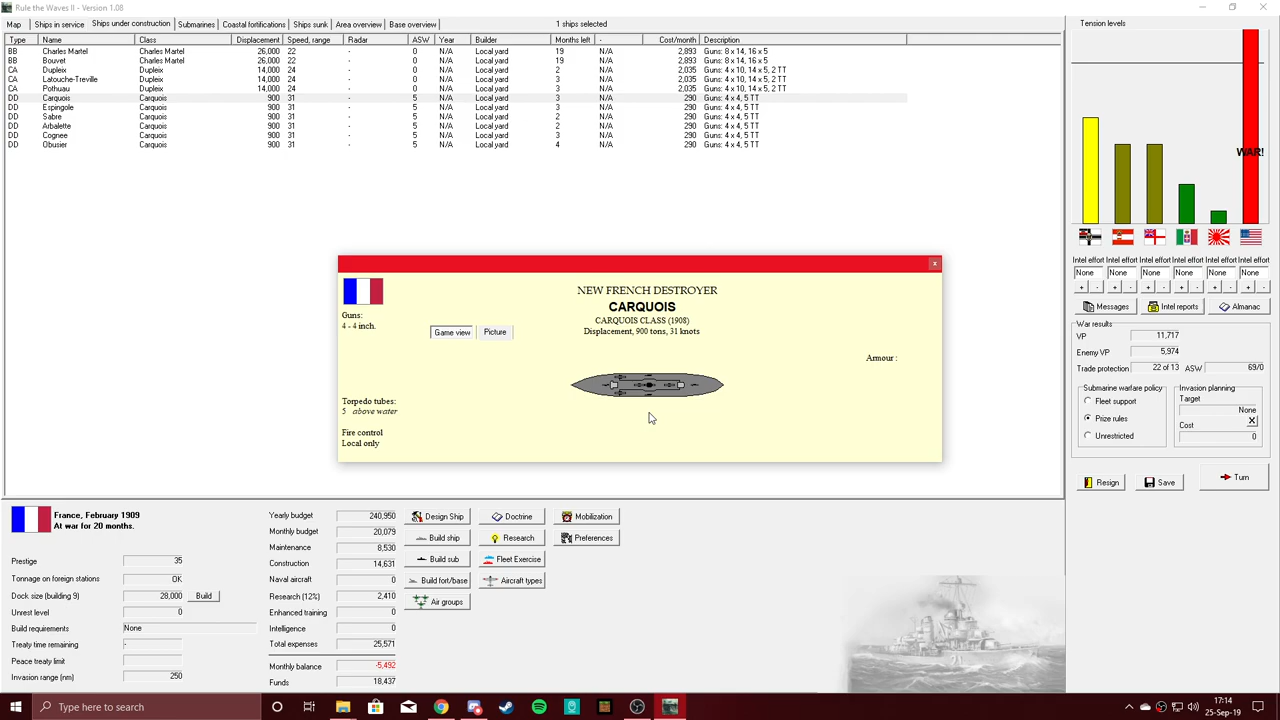 Rule the Waves II - Version 1.08
Map Ships in service Ships under construction Submarines Coastal fortifications Ships sunk Area overview Base overview 1 ships selected
Type Name Class Displacement Speed, range Radar ASW Year Builder Months left - Cost/month Description
BB Charles Martel Charles Martel 26,000 22 - 0 N/A Local yard 19 N/A 2,893 Guns: 8 x 14, 16 x 5
BB Bouvet Charles Martel 26,000 22 - 0 N/A Local yard 19 N/A 2,893 Guns: 8 x 14, 16 x 5
CA Dupleix Dupleix 14,000 24 - 0 N/A Local yard 2 N/A 2,035 Guns: 4 x 10, 14 x 5, 2 TT
CA Latouche-Treville Dupleix 14,000 24 - 0 N/A Local yard 3 N/A 2,035 Guns: 4 x 10, 14 x 5, 2 TT
CA Pothuau Dupleix 14,000 24 - 0 N/A Local yard 3 N/A 2,035 Guns: 4 x 10, 14 x 5, 2 TT
DD Carquois Carquois 900 31 - 5 N/A Local yard 3 N/A 290 Guns: 4 x 4, 5 TT
DD Espingole Carquois 900 31 - 5 N/A Local yard 3 N/A 290 Guns: 4 x 4, 5 TT
DD Sabre Carquois 900 31 - 5 N/A Local yard 2 N/A 290 Guns: 4 x 4, 5 TT
DD Arbalette Carquois 900 31 - 5 N/A Local yard 2 N/A 290 Guns: 4 x 4, 5 TT
DD Cognee Carquois 900 31 - 5 N/A Local yard 3 N/A 290 Guns: 4 x 4, 5 TT
DD Obusier Carquois 900 31 - 5 N/A Local yard 4 N/A 290 Guns: 4 x 4, 5 TT
NEW FRENCH DESTROYER
CARQUOIS
CARQUOIS CLASS (1908)
Displacement, 900 tons, 31 knots
Guns:
4 - 4 inch.
Game view Picture
Armour :
Torpedo tubes:
5 above water
Fire control
Local only
Tension levels
WAR!
Intel effort Intel effort Intel effort Intel effort Intel effort Intel effort
None None None None None None
+ - + - + - + - + - + -
Messages Intel reports Almanac
War results
VP 11,717
Enemy VP 5,974
Trade protection 22 of 13 ASW 69/0
Submarine warfare policy
Fleet support
Prize rules
Unrestricted
Invasion planning
Target
None
Cost X
0
Resign Save Turn
France, February 1909
At war for 20 months.
Prestige 35
Tonnage on foreign stations OK
Dock size (building 9) 28,000 Build
Unrest level 0
Build requirements None
Treaty time remaining -
Peace treaty limit
Invasion range (nm) 250
Yearly budget 240,950
Monthly budget 20,079
Maintenance 8,530
Construction 14,631
Naval aircraft 0
Research (12%) 2,410
Enhanced training 0
Intelligence 0
Total expenses 25,571
Monthly balance -5,492
Funds 18,437
Design Ship Doctrine Mobilization
Build ship Research Preferences
Build sub Fleet Exercise
Build fort/base Aircraft types
Air groups
21
Type here to search
17:14
25-Sep-19